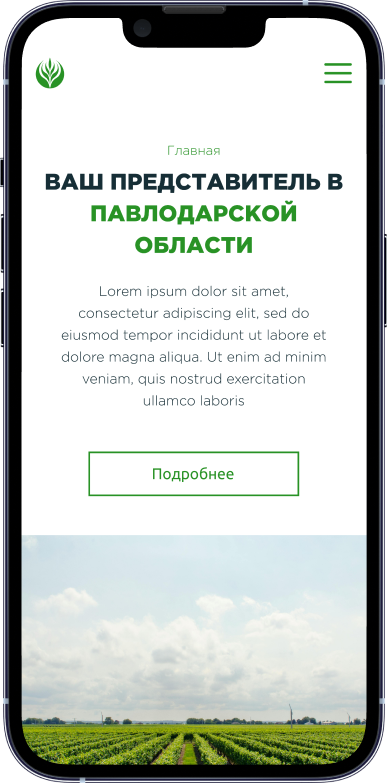 Главная
ВАШ ПРЕДСТАВИТЕЛЬ В
ПАВЛОДАРСКОЙ
ОБЛАСТИ
Lorem ipsum dolor sit amet,
consectetur adipiscing elit, sed do
eiusmod tempor incididunt ut labore et
dolore magna aliqua. Ut enim ad minim
veniam, quis nostrud exercitation
ullamco laboris
Подробнее